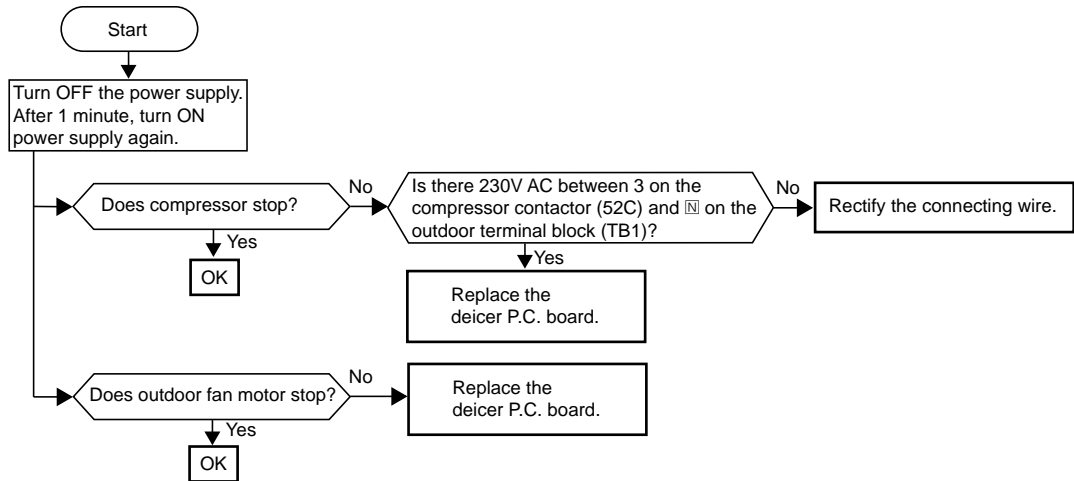 Start
Turn OFF the power supply.
After 1 minute, turn ON
power supply again.
Does compressor stop?
No
Is there 230V AC between 3 on the
compressor contactor (52C) and N on the
outdoor terminal block (TB1)?
No
Rectify the connecting wire.
Yes
OK
Yes
Replace the
deicer P.C. board.
Does outdoor fan motor stop?
No
Replace the
deicer P.C. board.
Yes
OK